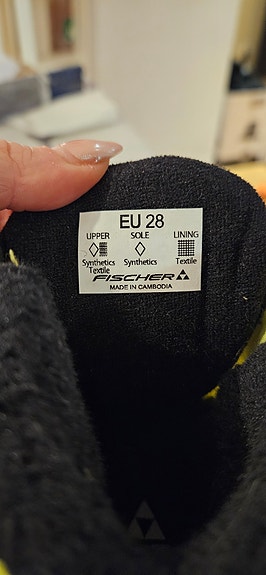 EU 28
UPPER SOLE LINING
Synthetics Synthetics Textile
Textile
FISCHER
MADE IN CAMBODIA